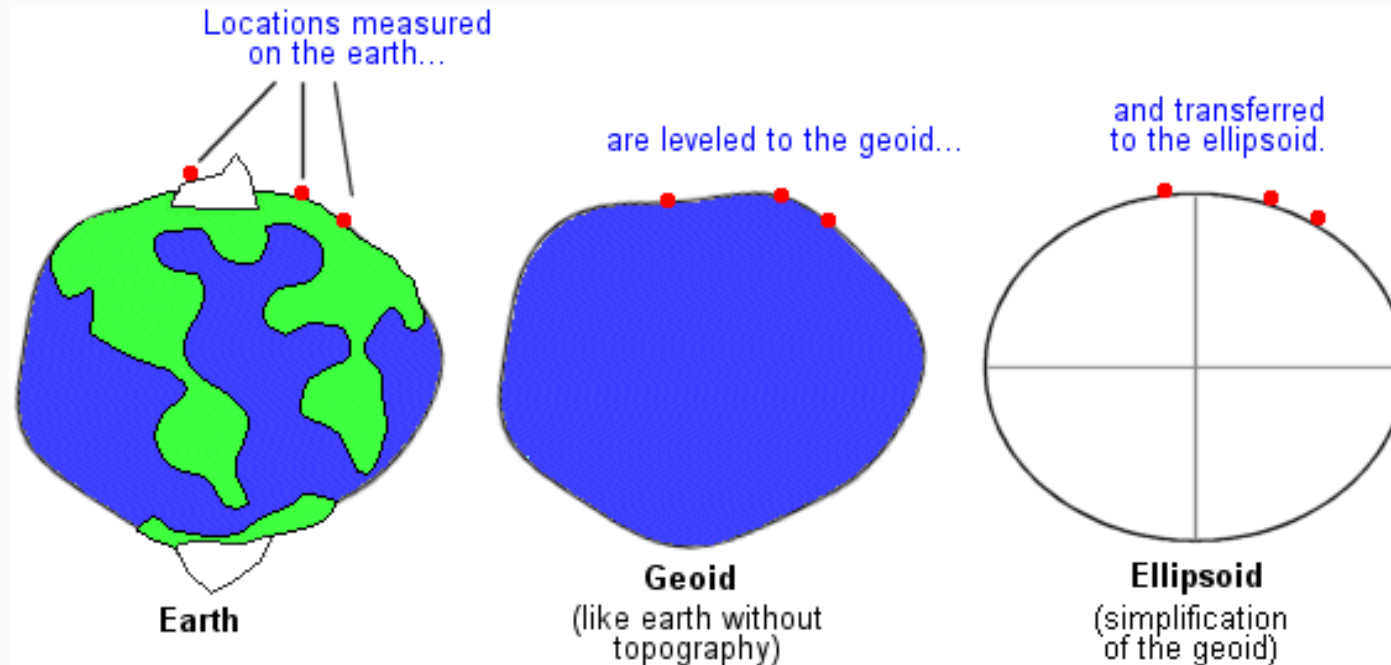 Locations measured
on the earth...
are leveled to the geoid...
and transferred
to the ellipsoid.
Earth
Geoid
(like earth without
topography)
Ellipsoid
(simplification
of the geoid)